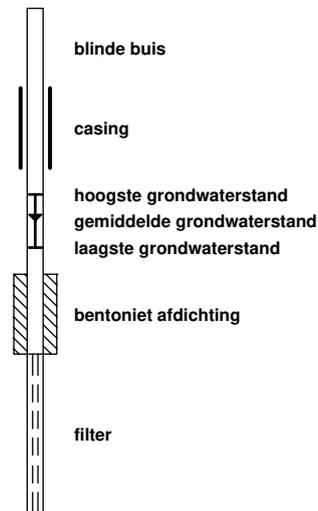 blinde buis
casing
hoogste grondwaterstand
gemiddelde grondwaterstand
laagste grondwaterstand
bentoniet afdichting
filter